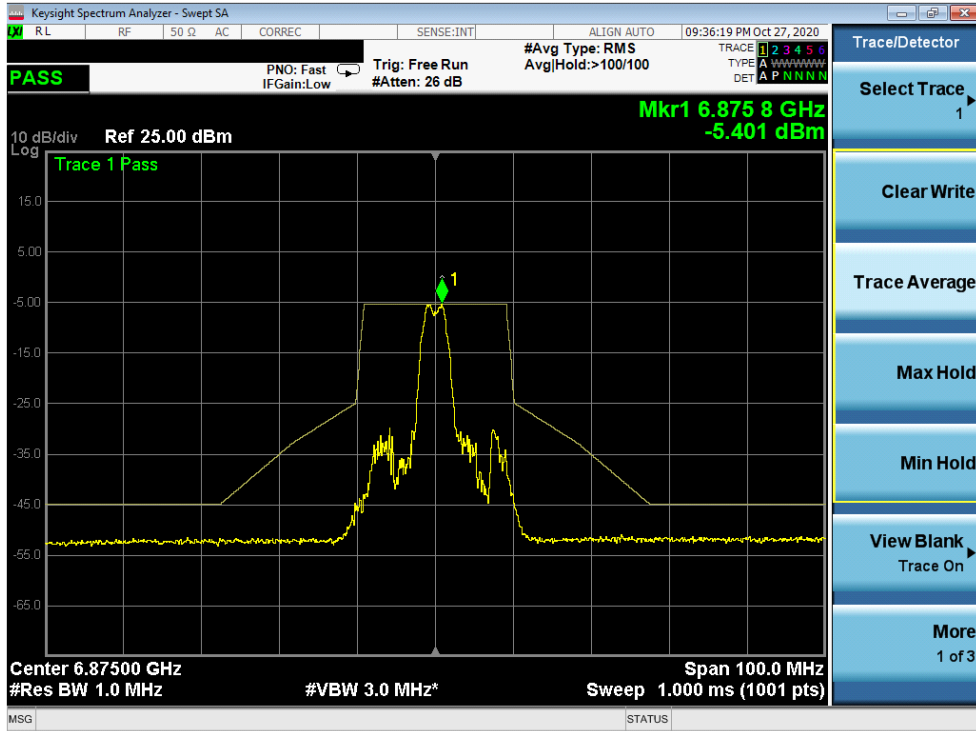 Keysight Spectrum Analyzer - Swept SA
LXI RL RF 50 Ω AC CORREC SENSE:INT ALIGN AUTO 09:36:19 PM Oct 27, 2020
PASS
PNO: Fast
IFGain:Low
Trig: Free Run
#Atten: 26 dB
#Avg Type: RMS
Avg|Hold:>100/100
TRACE 1 2 3 4 5 6
TYPE A WWWWW
DET A P N N N N
Mkr1 6.875 8 GHz
-5.401 dBm
10 dB/div Ref 25.00 dBm
Log
Trace 1 Pass
15.0
5.00
1
-5.00
-15.0
-25.0
-35.0
-45.0
-55.0
-65.0
Center 6.87500 GHz Span 100.0 MHz
#Res BW 1.0 MHz #VBW 3.0 MHz* Sweep 1.000 ms (1001 pts)
MSG STATUS
Trace/Detector
Select Trace
1
Clear Write
Trace Average
Max Hold
Min Hold
View Blank
Trace On
More
1 of 3